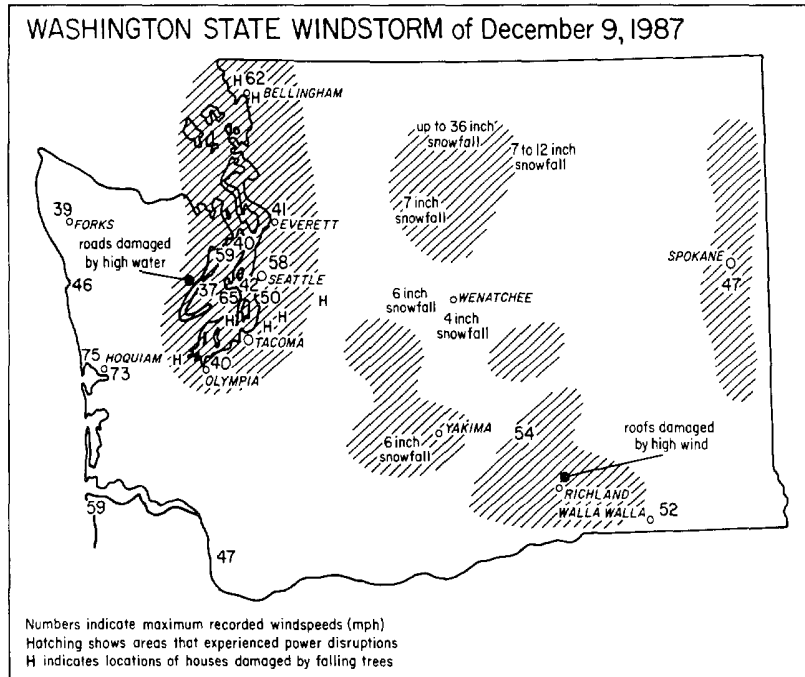 WASHINGTON STATE WINDSTORM of December 9, 1987
H 62
H BELLINGHAM
up to 36 inch
snowfall
7 to 12 inch
snowfall
7 inch
snowfall
39 FORKS
41 EVERETT
roads damaged
by high water
40
59
58
SEATTLE
46
37
42
65
50
H
H
H
H
TACOMA
SPOKANE
47
6 inch
snowfall
WENATCHEE
4 inch
snowfall
75 HOQUIAM
73
H
40
OLYMPIA
YAKIMA
6 inch
snowfall
54
roofs damaged
by high wind
RICHLAND
WALLA WALLA 52
59
47
Numbers indicate maximum recorded windspeeds (mph)
Hatching shows areas that experienced power disruptions
H indicates locations of houses damaged by falling trees